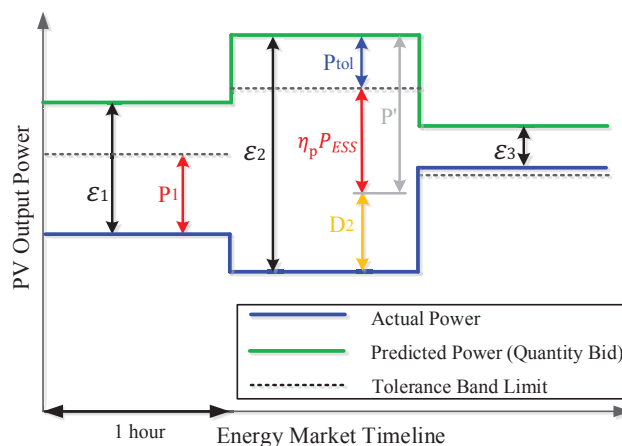 PV Output Power
ε1
P1
ε2
Ptol
ηpPESS
P'
D2
ε3
Actual Power
Predicted Power (Quantity Bid)
Tolerance Band Limit
1 hour
Energy Market Timeline